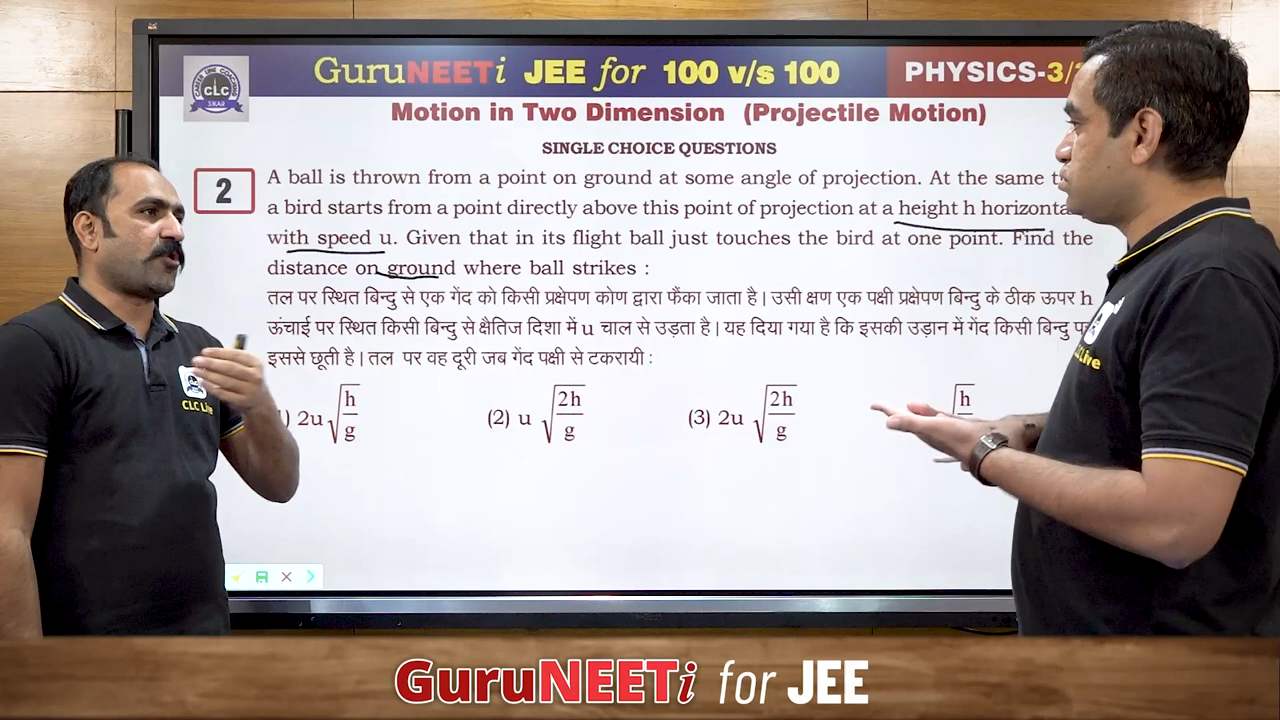 GuruNEETi JEE for 100 v/s 100
PHYSICS-3/
CLC
SIKAR
Motion in Two Dimension (Projectile Motion)
SINGLE CHOICE QUESTIONS
2
A ball is thrown from a point on ground at some angle of projection. At the same
a bird starts from a point directly above this point of projection at a height h
with speed u. Given that in its flight ball just touches the bird at one point. Find the
distance on ground where ball strikes :
तल पर स्थित बिन्दु से एक गेंद को किसी प्रक्षेपण कोण द्वारा फैंका जाता है। उसी क्षण एक पक्षी प्रक्षेपण बिन्दु के ठीक ऊपर h
ऊंचाई पर स्थित किसी बिन्दु से क्षैतिज दिशा में u चाल से उड़ता है। यह दिया गया है कि इसकी उड़ान में गेंद किसी बिन्दु
इससे छूती है। तल पर वह दूरी जब गेंद पक्षी से टकरायी :
) 2u √(h/g) (2) u √(2h/g) (3) 2u √(2h/g) √h
CLC Live
CLC Live
GuruNEETi for JEE